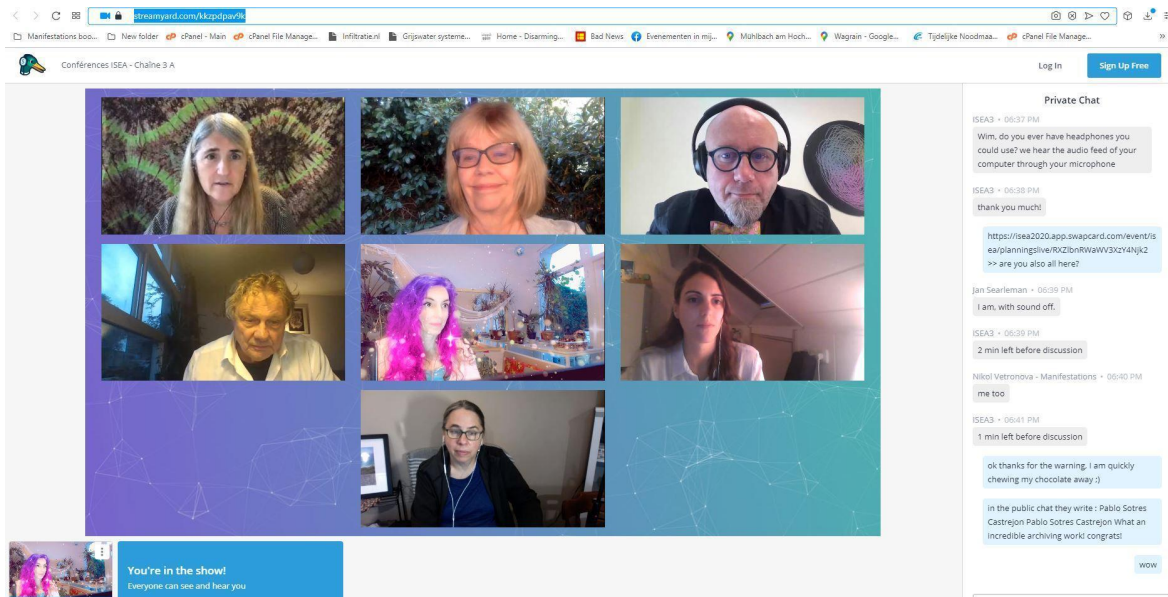 streamyard.com/kkzpdpav9k
Manifestations boo...
New folder
cPanel - Main
cPanel File Manage...
Infiltratie.nl
Grijswater systeme...
Home - Disarming...
Bad News
Evenementen in mij...
Mühlbach am Hoch...
Wagrain - Google...
Tijdelijke Noodmaa...
cPanel File Manage...
Conférences ISEA - Chaîne 3 A
Log In
Sign Up Free
Private Chat
ISEA3 • 06:37 PM
Wim, do you ever have headphones you
could use? we hear the audio feed of your
computer through your microphone
ISEA3 • 06:38 PM
thank you much!
https://isea2020.app.swapcard.com/event/is
ea/planningslive/RXZlbnRWaWV3XzY4Njk2
>> are you also all here?
Jan Searleman • 06:39 PM
I am, with sound off.
ISEA3 • 06:39 PM
2 min left before discussion
Nikol Vetronova - Manifestations • 06:40 PM
me too
ISEA3 • 06:41 PM
1 min left before discussion
ok thanks for the warning, I am quickly
chewing my chocolate away ;)
in the public chat they write : Pablo Sotres
Castrejon Pablo Sotres Castrejon What an
incredible archiving work! congrats!
wow
You're in the show!
Everyone can see and hear you